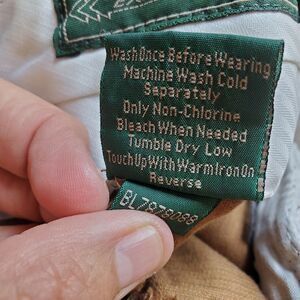 Wash Once Before Wearing
Machine Wash Cold
Separately
Only Non-Chlorine
Bleach When Needed
Tumble Dry Low
Touch Up With Warm Iron On
Reverse
BL7878088